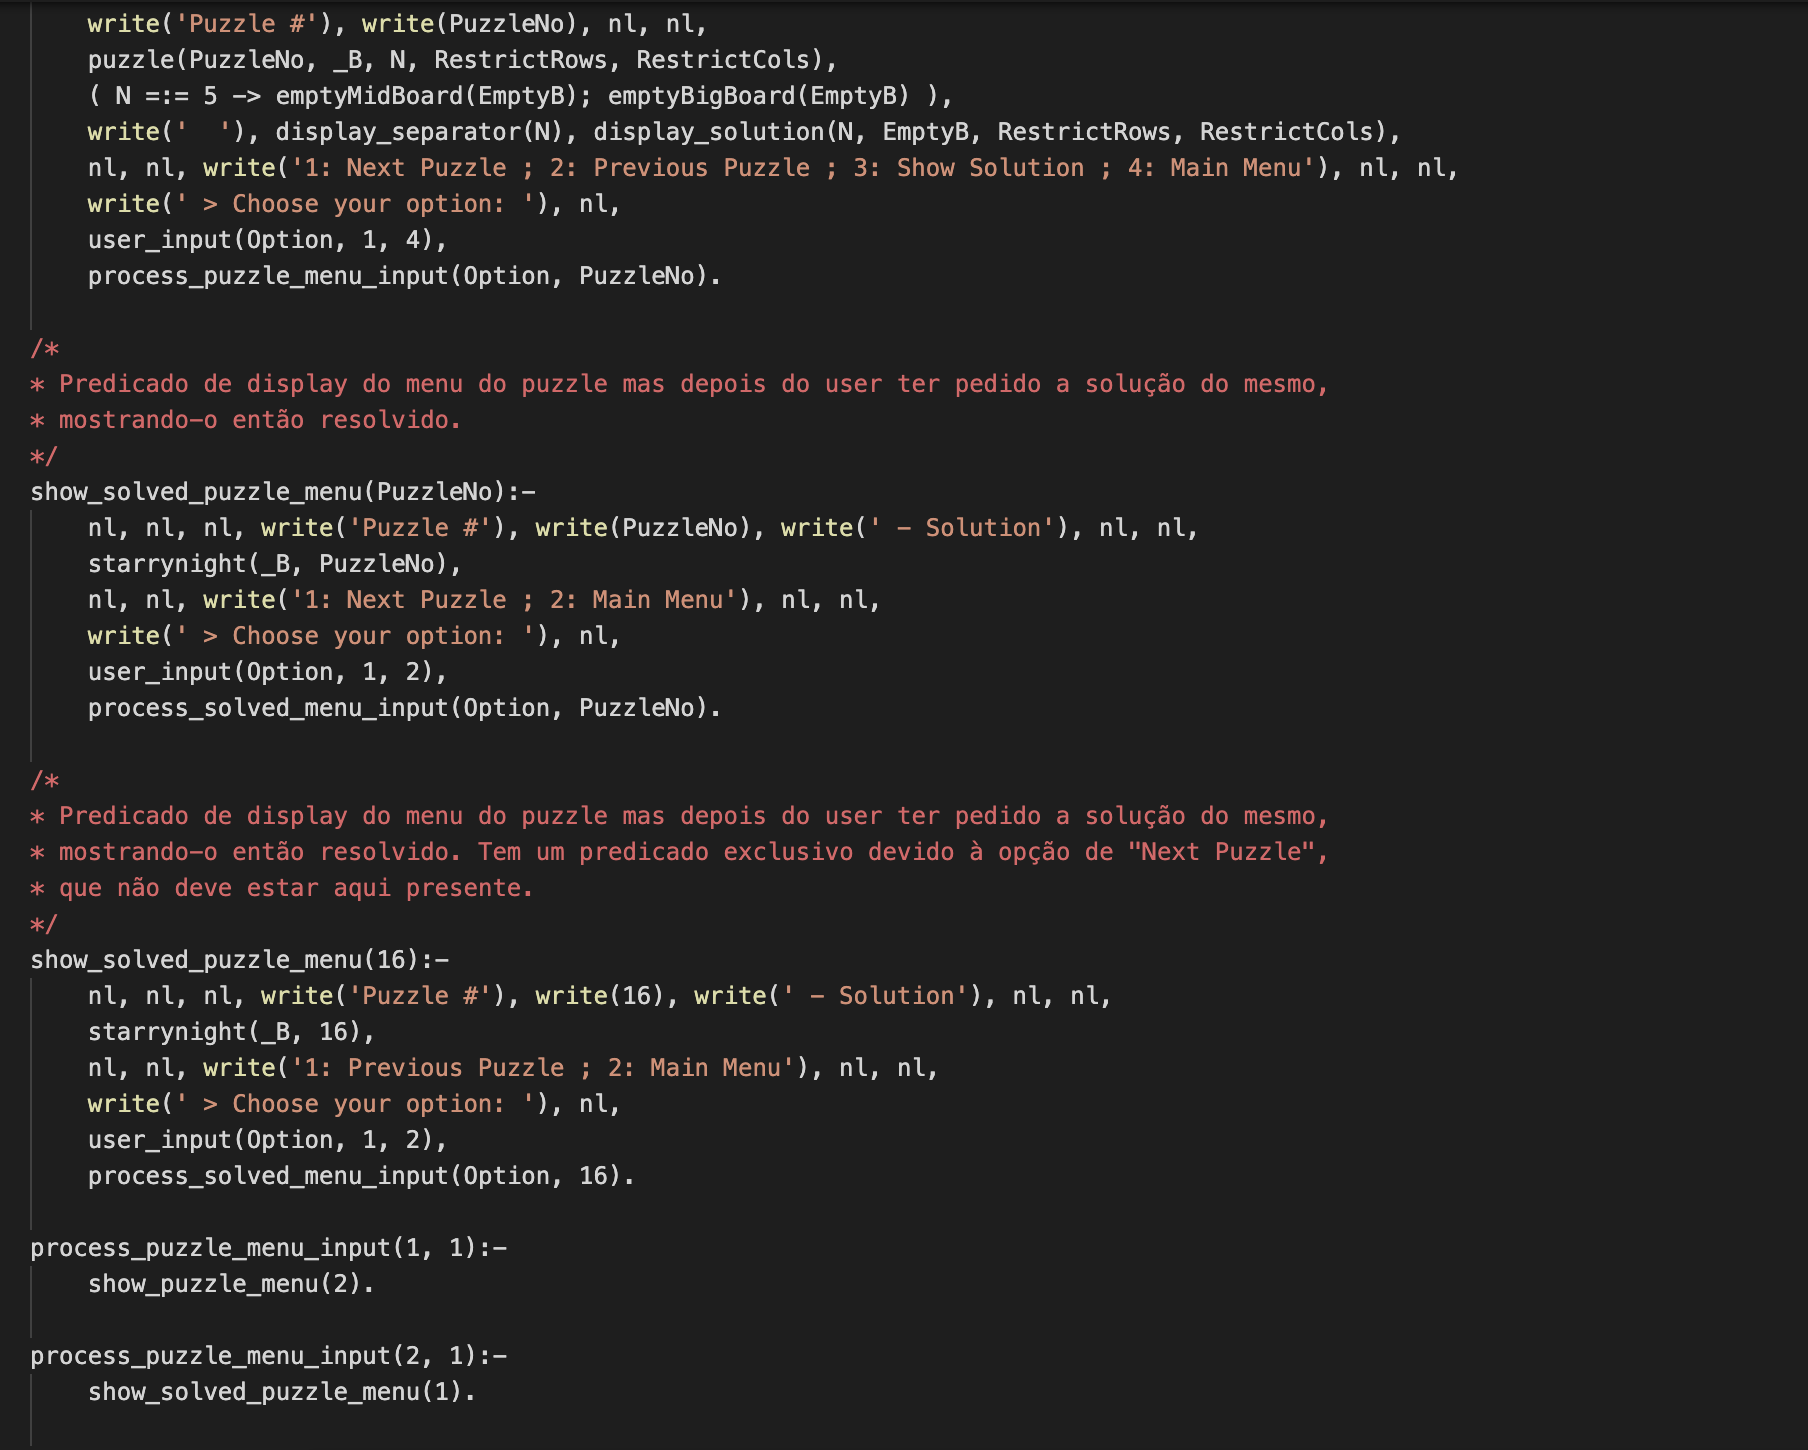 write('Puzzle #'), write(PuzzleNo), nl, nl,
    puzzle(PuzzleNo, _B, N, RestrictRows, RestrictCols),
    ( N =:= 5 -> emptyMidBoard(EmptyB); emptyBigBoard(EmptyB) ),
    write('  '), display_separator(N), display_solution(N, EmptyB, RestrictRows, RestrictCols),
    nl, nl, write('1: Next Puzzle ; 2: Previous Puzzle ; 3: Show Solution ; 4: Main Menu'), nl, nl,
    write(' > Choose your option: '), nl,
    user_input(Option, 1, 4),
    process_puzzle_menu_input(Option, PuzzleNo).

/*
* Predicado de display do menu do puzzle mas depois do user ter pedido a solução do mesmo,
* mostrando-o então resolvido.
*/
show_solved_puzzle_menu(PuzzleNo):-
    nl, nl, nl, write('Puzzle #'), write(PuzzleNo), write(' - Solution'), nl, nl,
    starrynight(_B, PuzzleNo),
    nl, nl, write('1: Next Puzzle ; 2: Main Menu'), nl, nl,
    write(' > Choose your option: '), nl,
    user_input(Option, 1, 2),
    process_solved_menu_input(Option, PuzzleNo).

/*
* Predicado de display do menu do puzzle mas depois do user ter pedido a solução do mesmo,
* mostrando-o então resolvido. Tem um predicado exclusivo devido à opção de "Next Puzzle",
* que não deve estar aqui presente.
*/
show_solved_puzzle_menu(16):-
    nl, nl, nl, write('Puzzle #'), write(16), write(' - Solution'), nl, nl,
    starrynight(_B, 16),
    nl, nl, write('1: Previous Puzzle ; 2: Main Menu'), nl, nl,
    write(' > Choose your option: '), nl,
    user_input(Option, 1, 2),
    process_solved_menu_input(Option, 16).

process_puzzle_menu_input(1, 1):-
    show_puzzle_menu(2).

process_puzzle_menu_input(2, 1):-
    show_solved_puzzle_menu(1).